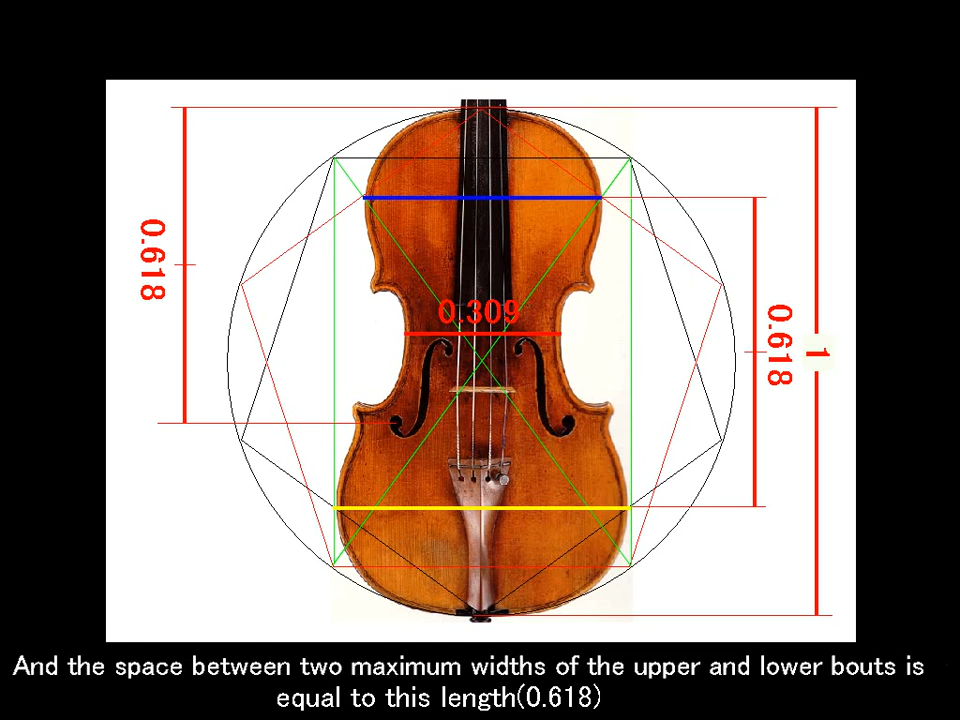 0.618
0.309
0.618
1
And the space between two maximum widths of the upper and lower bouts is
equal to this length(0.618)